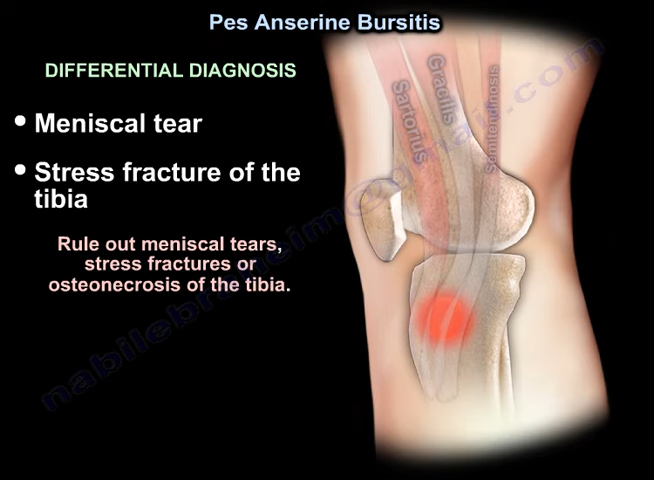 Pes Anserine Bursitis
DIFFERENTIAL DIAGNOSIS
• Meniscal tear
• Stress fracture of the
tibia
Rule out meniscal tears,
stress fractures or
osteonecrosis of the tibia.
Sartorius
Gracilis
Semitendinosis